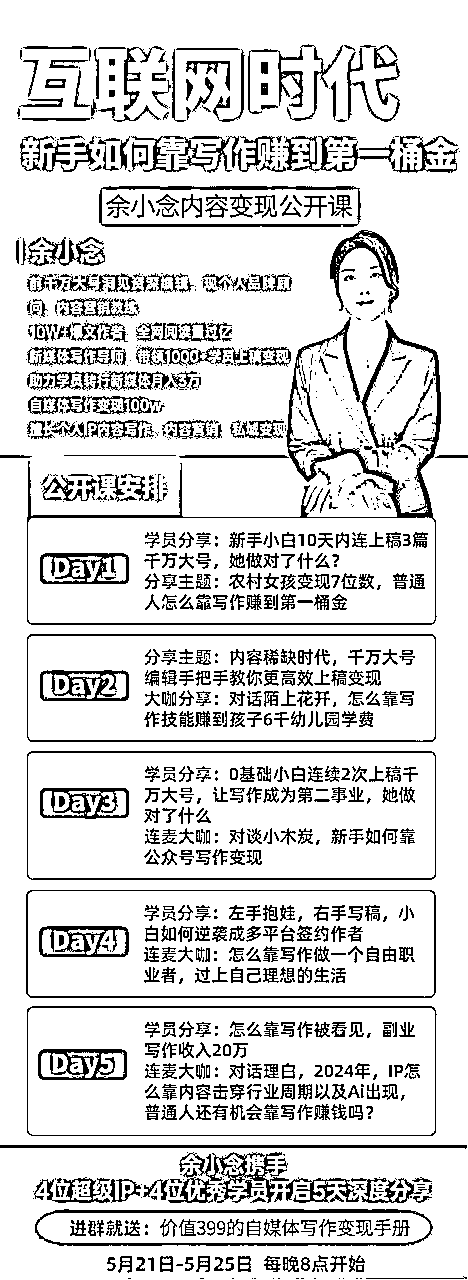 互联网时代
新手如何靠写作赚到第一桶金
余小念内容变现公开课
余小念
前千万大号洞见资深编辑，现个人品牌顾
问，内容营销教练
10W+爆文作者，全网阅读量过亿
新媒体写作导师，带领1000+学员上课变现
助力学员转行新媒体月入3万
自媒体写作变现100w
擅长个人IP内容写作，内容营销，私域变现
公开课安排
Day1
学员分享：新手小白10天内连上稿3篇
千万大号，她做对了什么？
分享主题：农村女孩变现7位数，普通
人怎么靠写作赚到第一桶金
Day2
分享主题：内容稀缺时代，千万大号
编辑手把手教你更高效上稿变现
大咖分享：对话陌上花开，怎么靠写
作技能赚到孩子6千幼儿园学费
Day3
学员分享：0基础小白连续2次上稿千
万大号，让写作成为第二事业，她做
对了什么
连麦大咖：对谈小木炭，新手如何靠
公众号写作变现
Day4
学员分享：左手抱娃，右手写稿，小
白如何逆袭成多平台签约作者
连麦大咖：怎么靠写作做一个自由职
业者，过上自己理想的生活
Day5
学员分享：怎么靠写作被看见，副业
写作收入20万
连麦大咖：对话理白，2024年，IP怎
么靠内容击穿行业周期以及Ai出现，
普通人还有机会靠写作赚钱吗？
余小念携手
4位超级IP+4位优秀学员开启5天深度分享
进群就送：价值399的自媒体写作变现手册
5月21日-5月25日 每晚8点开始